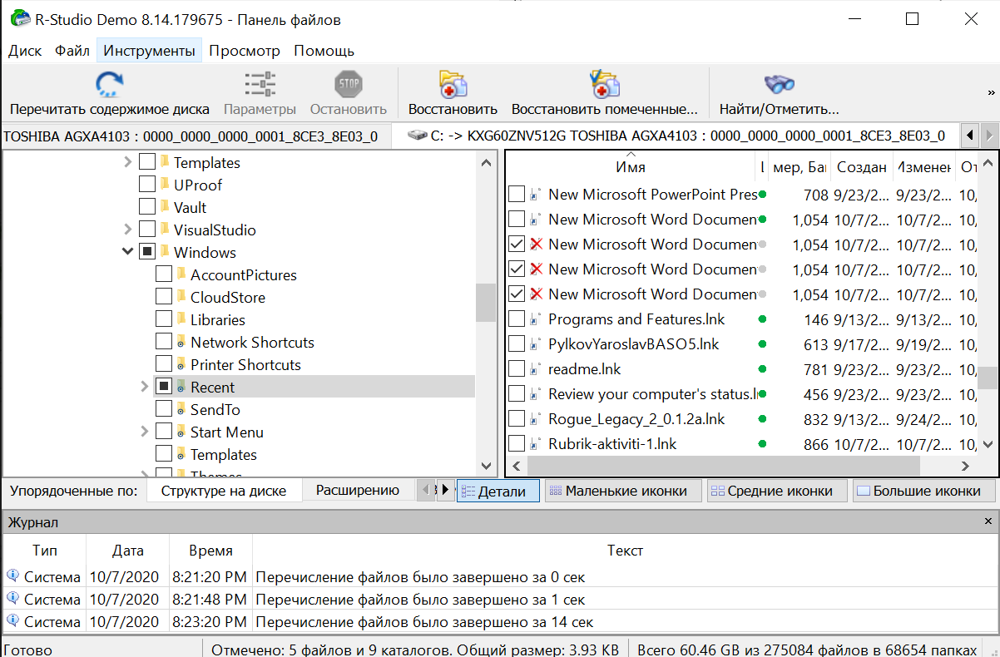 R-Studio Demo 8.14.179675 - Панель файлов
Диск Файл Инструменты Просмотр Помощь
STOP
Перечитать содержимое диска Параметры Остановить Восстановить Восстановить помеченные... Найти/Отметить... »
TOSHIBA AGXA4103 : 0000_0000_0000_0001_8CE3_8E03_0 C: -> KXG60ZNV512G TOSHIBA AGXA4103 : 0000_0000_0000_0001_8CE3_8E03_0
Templates
UProof
Vault
VisualStudio
Windows
AccountPictures
CloudStore
Libraries
Network Shortcuts
Printer Shortcuts
Recent
SendTo
Start Menu
Templates
Themes
Имя мер, Бай Создан Изменен От
New Microsoft PowerPoint Pres 708 9/23/2... 9/23/2... 10/
New Microsoft Word Documen 1,054 10/7/2... 10/7/2... 10/
New Microsoft Word Documen 1,054 10/7/2... 10/7/2... 10/
New Microsoft Word Documen 1,054 10/7/2... 10/7/2... 10/
New Microsoft Word Documen 1,054 10/7/2... 10/7/2... 10/
Programs and Features.lnk 146 9/13/2... 9/13/2... 10/
PylkovYaroslavBASO5.lnk 613 9/17/2... 9/19/2... 10/
readme.lnk 781 9/23/2... 9/23/2... 10/
Review your computer's status.l 456 9/23/2... 9/23/2... 10/
Rogue_Legacy_2_0.1.2a.lnk 832 9/13/2... 9/24/2... 10/
Rubrik-aktiviti-1.lnk 866 10/7/2... 10/7/2... 10/
Упорядоченные по: Структуре на диске Расширению Детали Маленькие иконки Средние иконки Большие иконки
Журнал
Тип Дата Время Текст
Система 10/7/2020 8:21:20 PM Перечисление файлов было завершено за 0 сек
Система 10/7/2020 8:21:48 PM Перечисление файлов было завершено за 1 сек
Система 10/7/2020 8:23:20 PM Перечисление файлов было завершено за 14 сек
Готово Отмечено: 5 файлов и 9 каталогов. Общий размер: 3.93 KB Всего 60.46 GB из 275084 файлов в 68654 папках